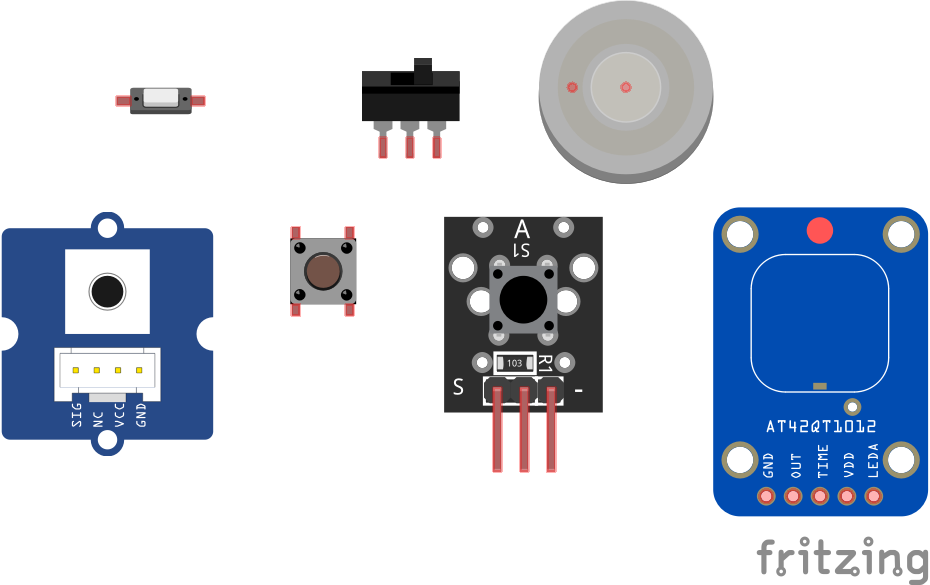 SIG
NC
VCC
GND
A
S1
103
R1
S
-
AT42QT1012
GND
OUT
TIME
VDD
LEDA
fritzing